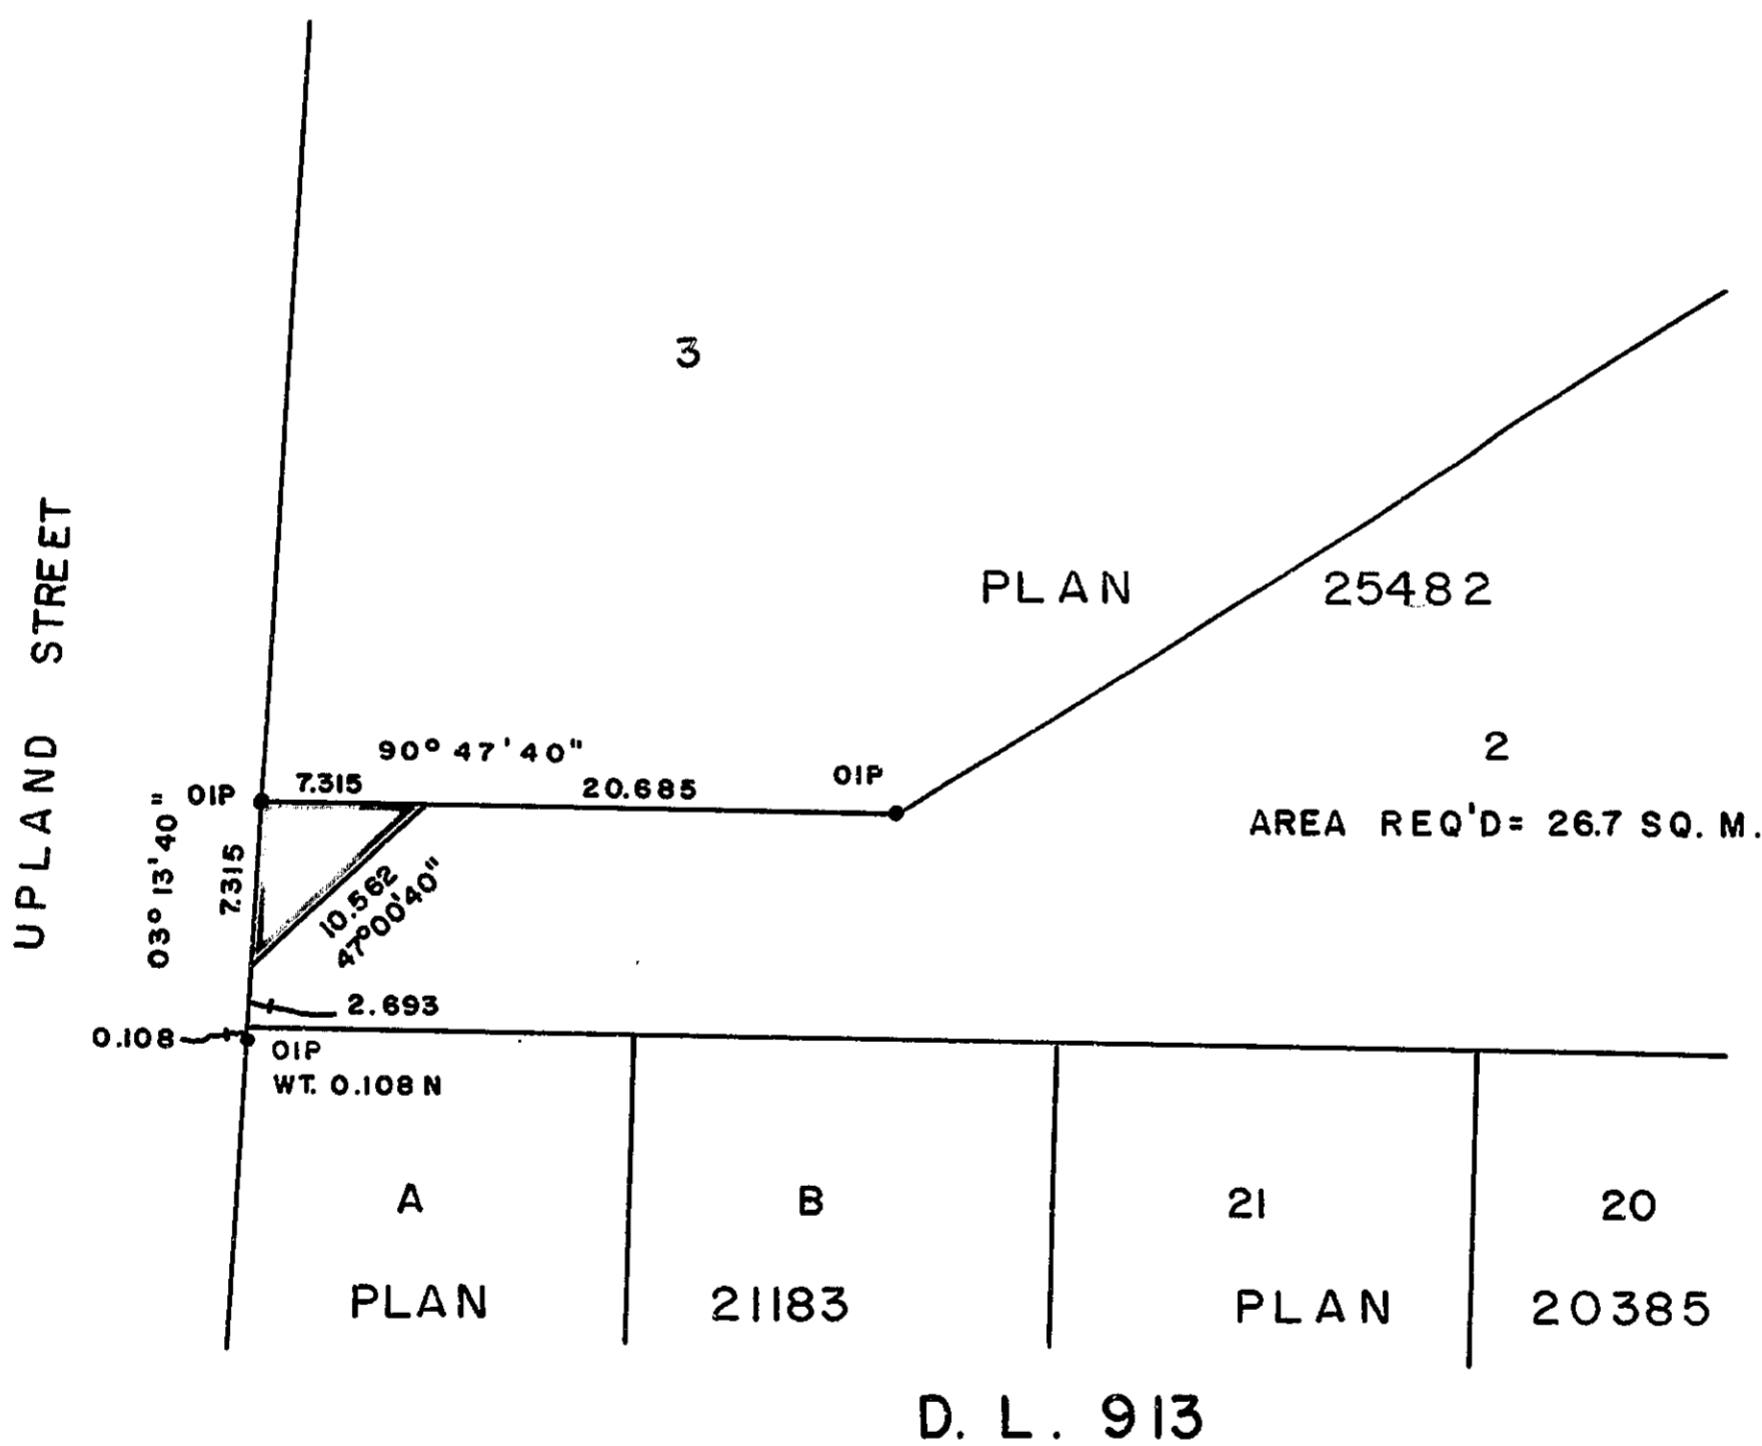 3
UPLAND STREET
PLAN 25482
2
90° 47' 40"
OIP 7.315 20.685 OIP
AREA REQ'D= 26.7 SQ. M.
03° 13' 40"
7.315
10.562
47°00'40"
2.693
0.108
OIP
WT. 0.108 N
A B 21 20
PLAN 21183 PLAN 20385
D. L. 913